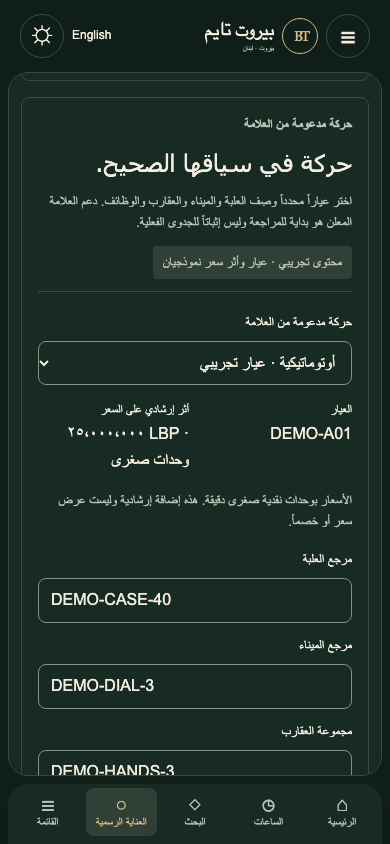 English
بيروت تايم
بيروت · لبنان
BT
حركة مدعومة من العلامة
حركة في سياقها الصحيح.
اختر عياراً محدداً وصف العلبة والميناء والعقارب والوظائف. دعم العلامة
المعلن هو بداية للمراجعة وليس إثباتاً للجدوى الفعلية.
محتوى تجريبي · عيار وأثر سعر نموذجيان
حركة مدعومة من العلامة
أوتوماتيكية · عيار تجريبي
العيار
DEMO-A01
أثر إرشادي على السعر
٢٥،٠٠٠،٠٠٠ LBP ·
وحدات صغرى
الأسعار بوحدات نقدية صغرى دقيقة. هذه إضافة إرشادية وليست عرض
سعر أو خصماً.
مرجع العلبة
DEMO-CASE-40
مرجع الميناء
DEMO-DIAL-3
مجموعة العقارب
DEMO-HANDS-3
الرئيسية
الساعات
البحث
العناية الرسمية
القائمة